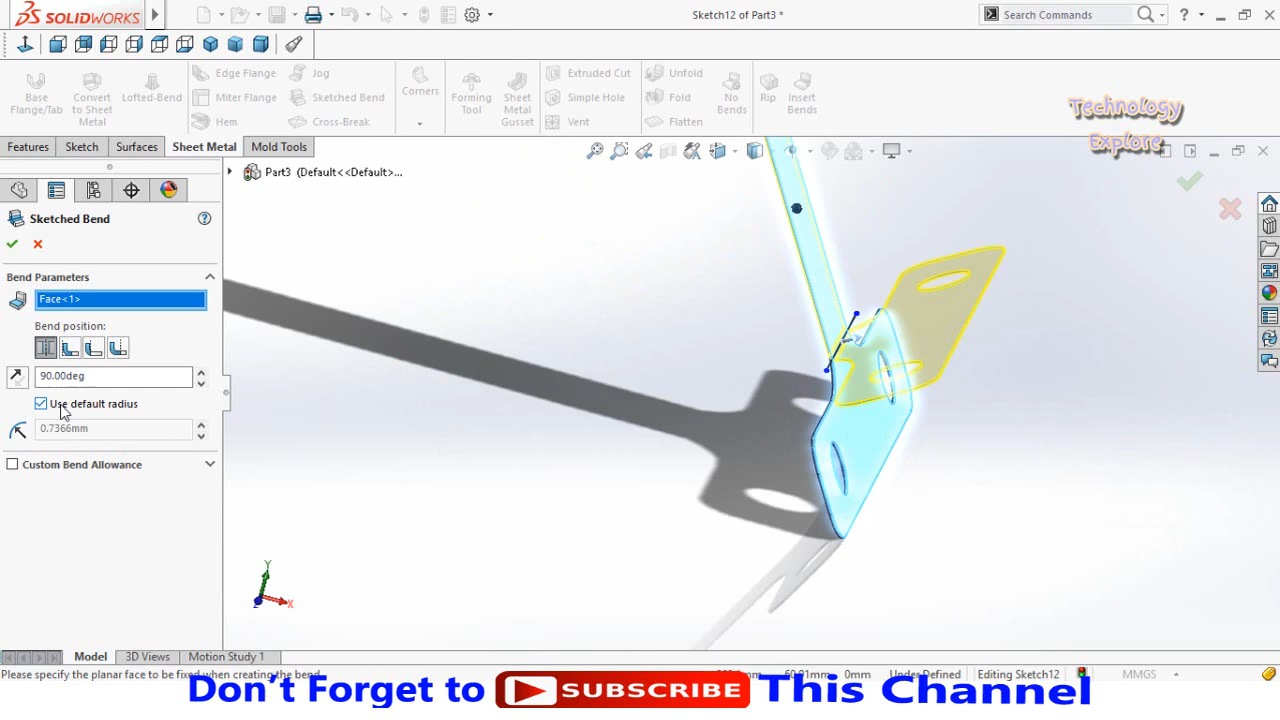 SOLIDWORKS
Sketch12 of Part3 *
Search Commands
?
Base Flange/Tab
Convert to Sheet Metal
Lofted-Bend
Edge Flange
Miter Flange
Hem
Jog
Sketched Bend
Cross-Break
Corners
Forming Tool
Sheet Metal Gusset
Extruded Cut
Simple Hole
Vent
Unfold
Fold
Flatten
No Bends
Rip
Insert Bends
Technology
Explore
Features
Sketch
Surfaces
Sheet Metal
Mold Tools
Part3 (Default<<Default>...
Sketched Bend
?
Bend Parameters
Face<1>
Bend position:
90.00deg
Use default radius
0.7366mm
Custom Bend Allowance
Y
X
Z
Model
3D Views
Motion Study 1
Please specify the planar face to be fixed when creating the bend
60.91mm
0mm
Under Defined
Editing Sketch12
MMGS
Don't Forget to SUBSCRIBE This Channel